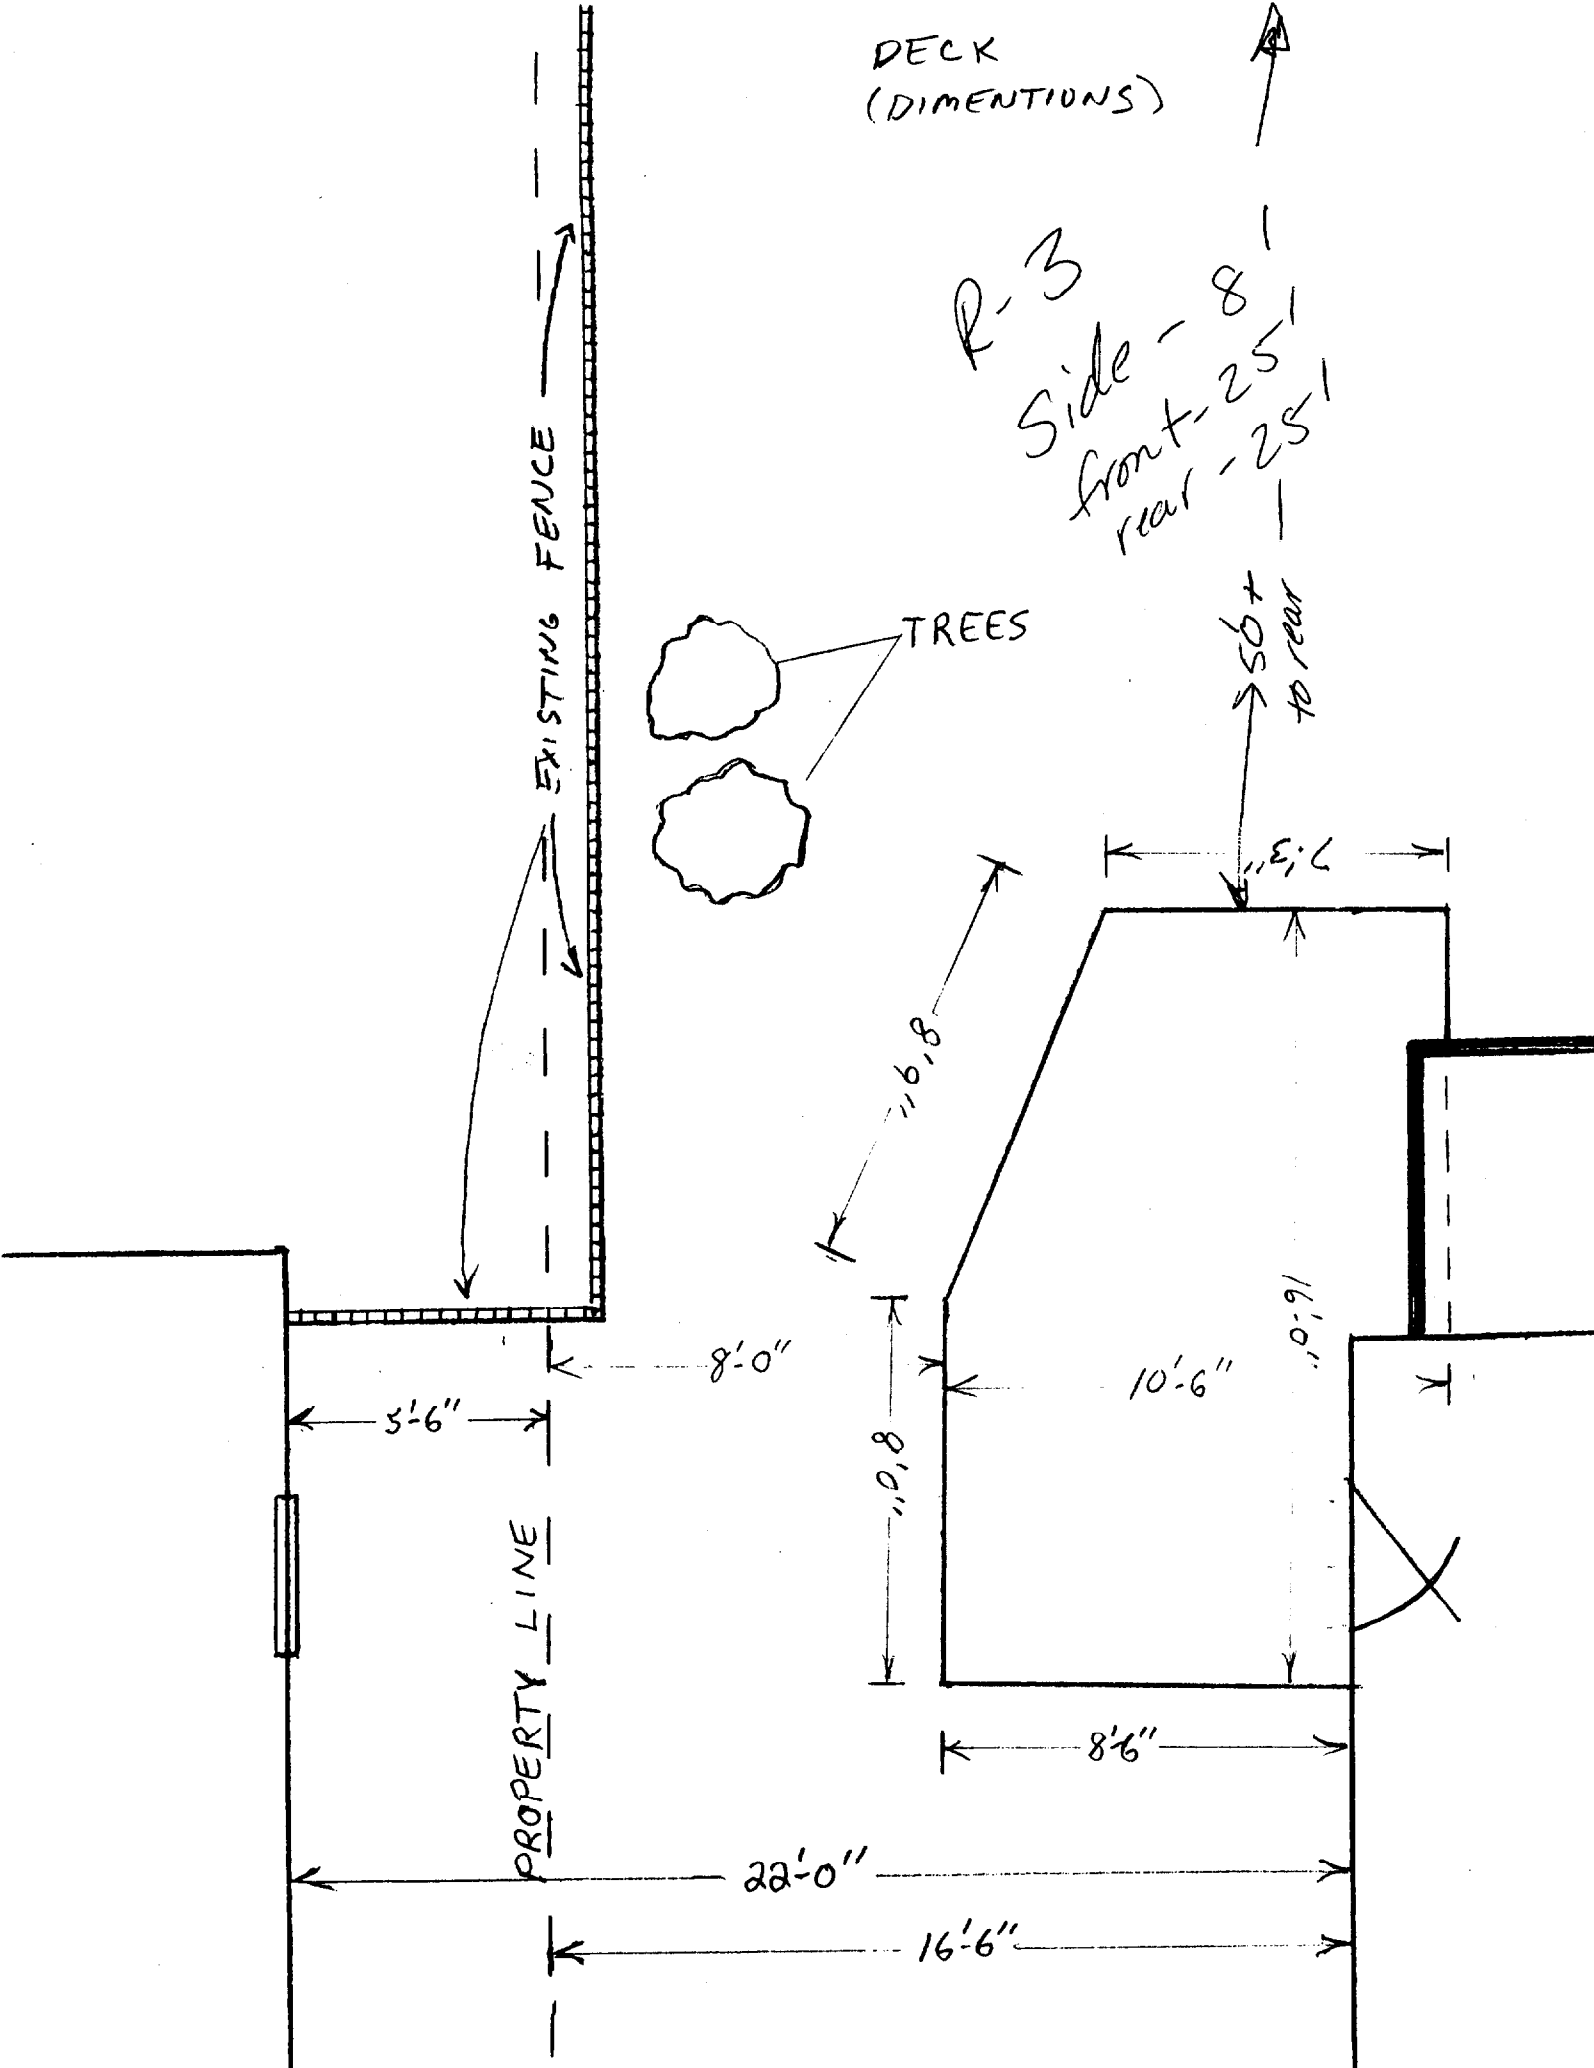 DECK
(DIMENTIONS)
R-3
Side - 8'
front - 25'
rear - 25'
EXISTING FENCE
TREES
50+
to rear
7'-3"
8'9"
16'-0"
8'-0"
10'-6"
5'-6"
8'0"
PROPERTY LINE
8'6"
22'-0"
16'-6"